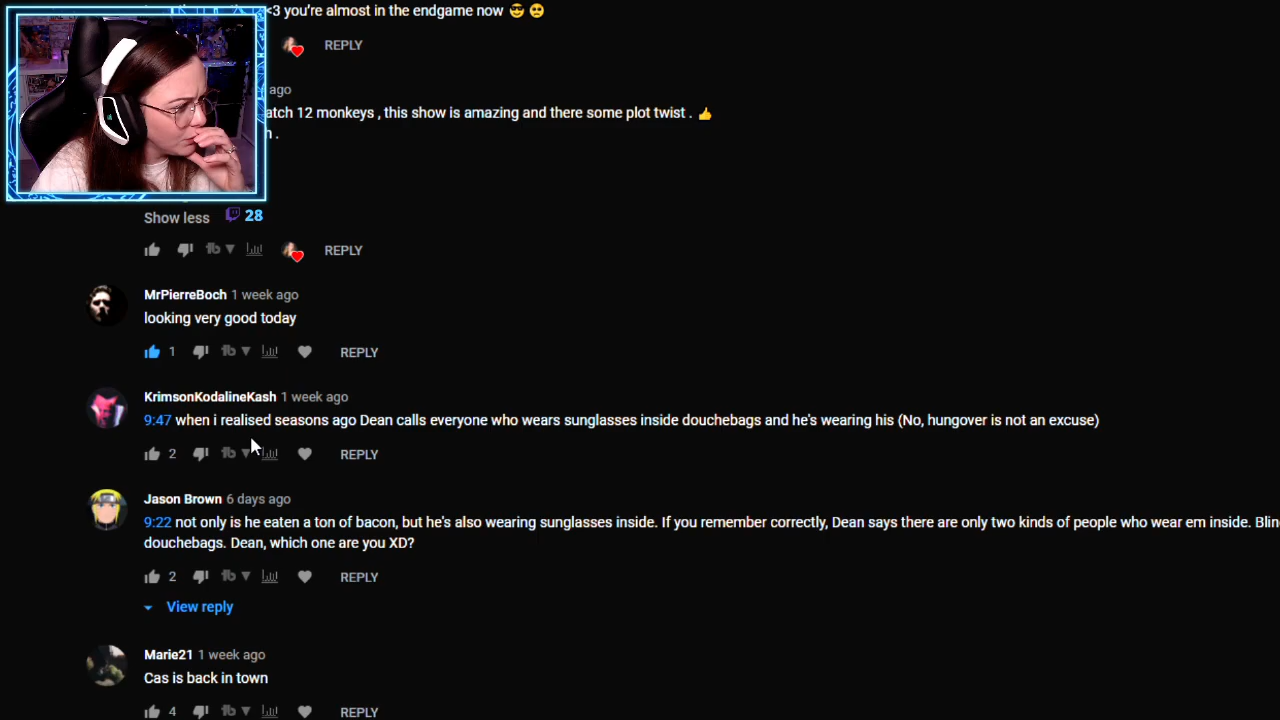 <3 you're almost in the endgame now 😎 🥺
REPLY
ago
atch 12 monkeys , this show is amazing and there some plot twist . 👍
.
Show less 28
REPLY
MrPierreBoch 1 week ago
looking very good today
1 REPLY
KrimsonKodalineKash 1 week ago
9:47 when i realised seasons ago Dean calls everyone who wears sunglasses inside douchebags and he's wearing his (No, hungover is not an excuse)
2 tb REPLY
Jason Brown 6 days ago
9:22 not only is he eaten a ton of bacon, but he's also wearing sunglasses inside. If you remember correctly, Dean says there are only two kinds of people who wear em inside.
douchebags. Dean, which one are you XD?
2 tb REPLY
View reply
Marie21 1 week ago
Cas is back in town
4 tb REPLY